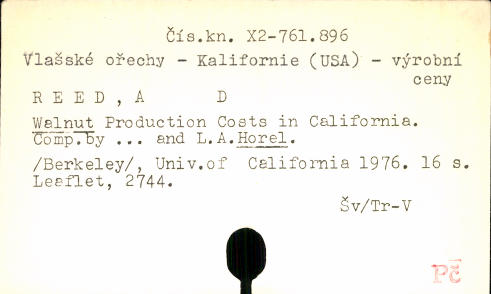 Čís.kn. X2-761.896
Vlašské ořechy - Kalifornie (USA) - výrobní
ceny
REED, A D
Walnut Production Costs in California.
Comp.by ... and L.A.Horel.
/Berkeley/, Univ.of California 1976. 16 s.
Leaflet, 2744.
Šv/Tr-V
Pč